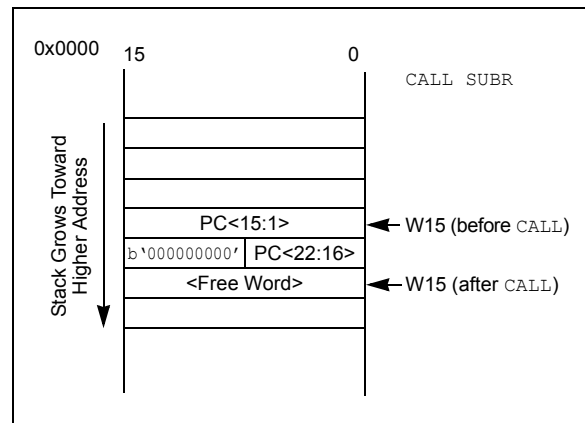 0x0000
15 0
CALL SUBR
Stack Grows Toward
Higher Address
PC<15:1>
W15 (before CALL)
b‘000000000’ PC<22:16>
<Free Word>
W15 (after CALL)